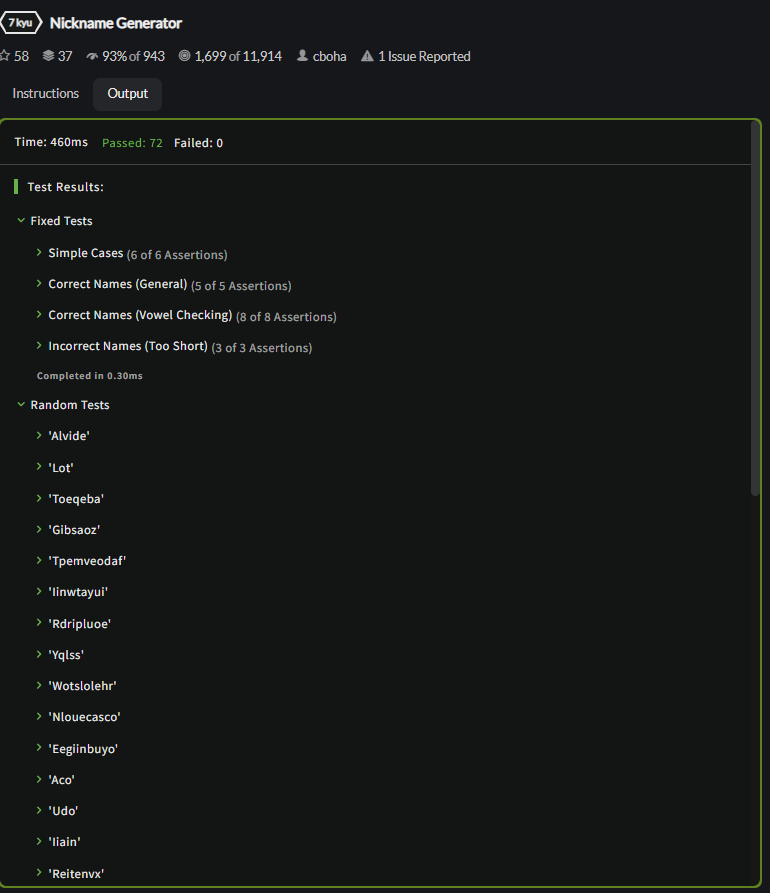 7 kyu Nickname Generator
58 37 93% of 943 1,699 of 11,914 cboha 1 Issue Reported
Instructions Output
Time: 460ms Passed: 72 Failed: 0
Test Results:
Fixed Tests
Simple Cases (6 of 6 Assertions)
Correct Names (General) (5 of 5 Assertions)
Correct Names (Vowel Checking) (8 of 8 Assertions)
Incorrect Names (Too Short) (3 of 3 Assertions)
Completed in 0.30ms
Random Tests
'Alvide'
'Lot'
'Toeqeba'
'Gibsaoz'
'Tpemveodaf'
'Iinwtayui'
'Rdripluoe'
'Yqlss'
'Wotslolehr'
'Nlouecasco'
'Eegiinbuyo'
'Aco'
'Udo'
'Iiain'
'Reitenvx'